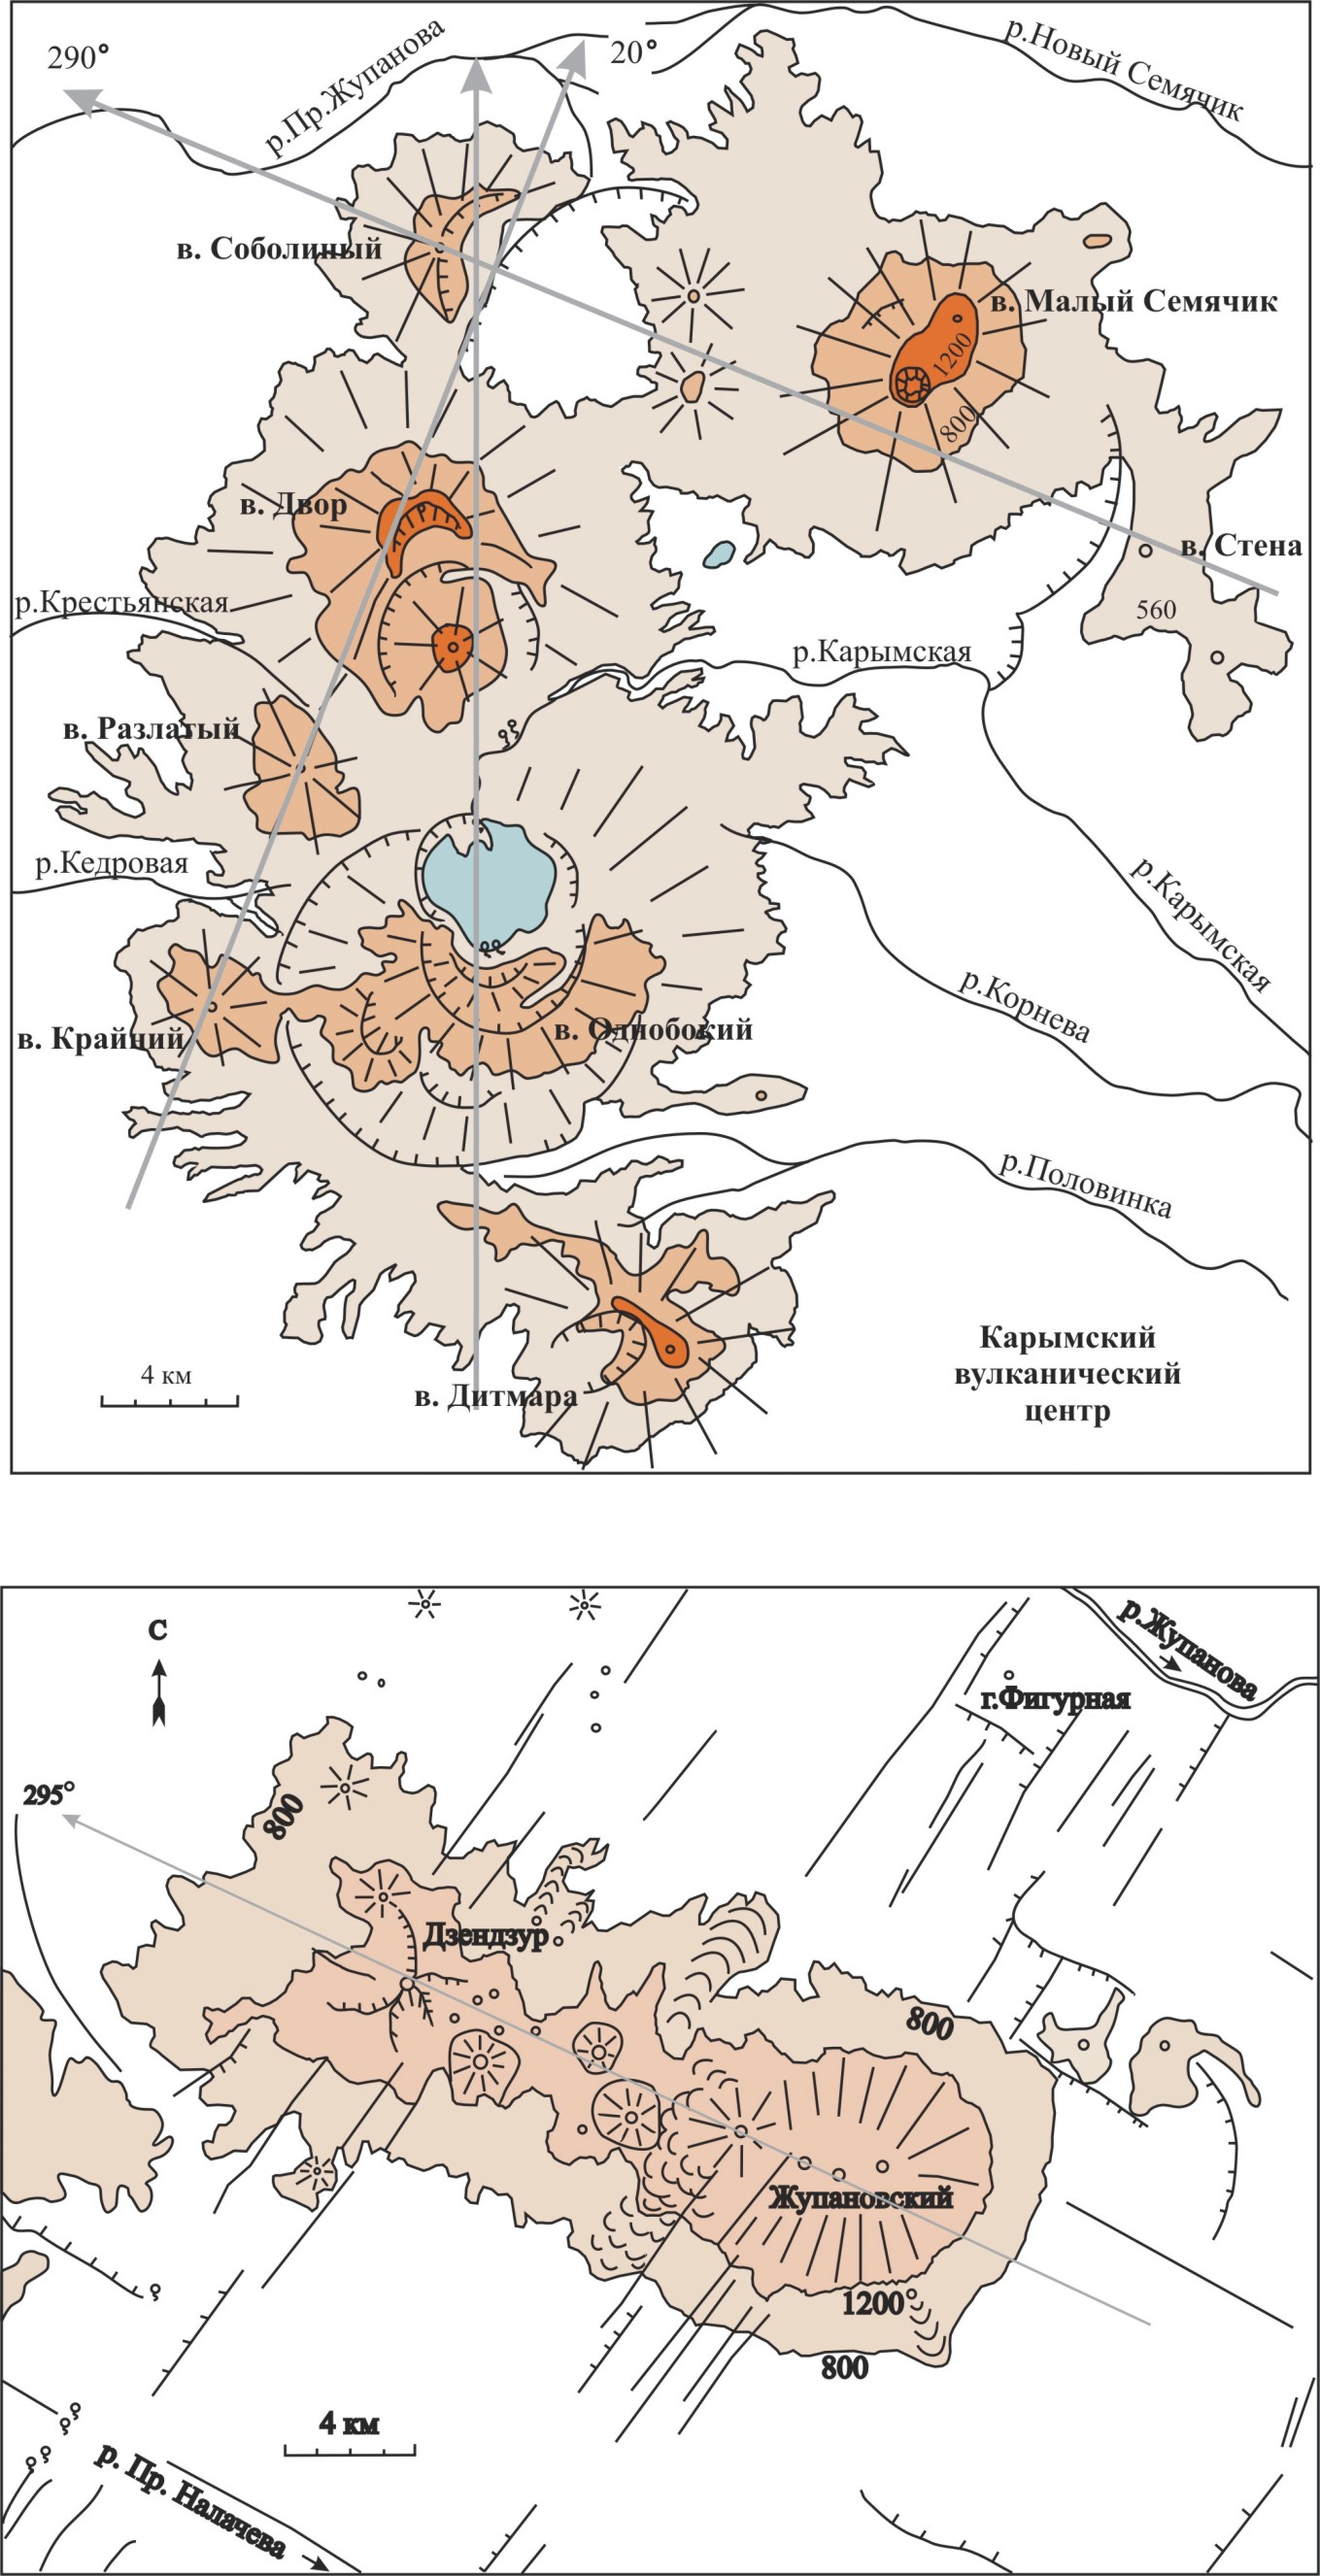 290°
р.Пр.Жупанова
20°
р.Новый Семячик
в. Соболиный
в. Малый Семячик
1200
800
в. Двор
в. Стена
р.Крестьянская
560
р.Карымская
в. Разлатый
р.Кедровая
р.Карымская
р.Корнева
в. Крайний
в. Однобокий
р.Половинка
Карымский
вулканический
центр
4 км
в. Дитмара
С
р.Жупанова
г.Фигурная
295°
800
Дзендзур
800
Жупановский
1200
800
4 км
р. Пр. Налачева